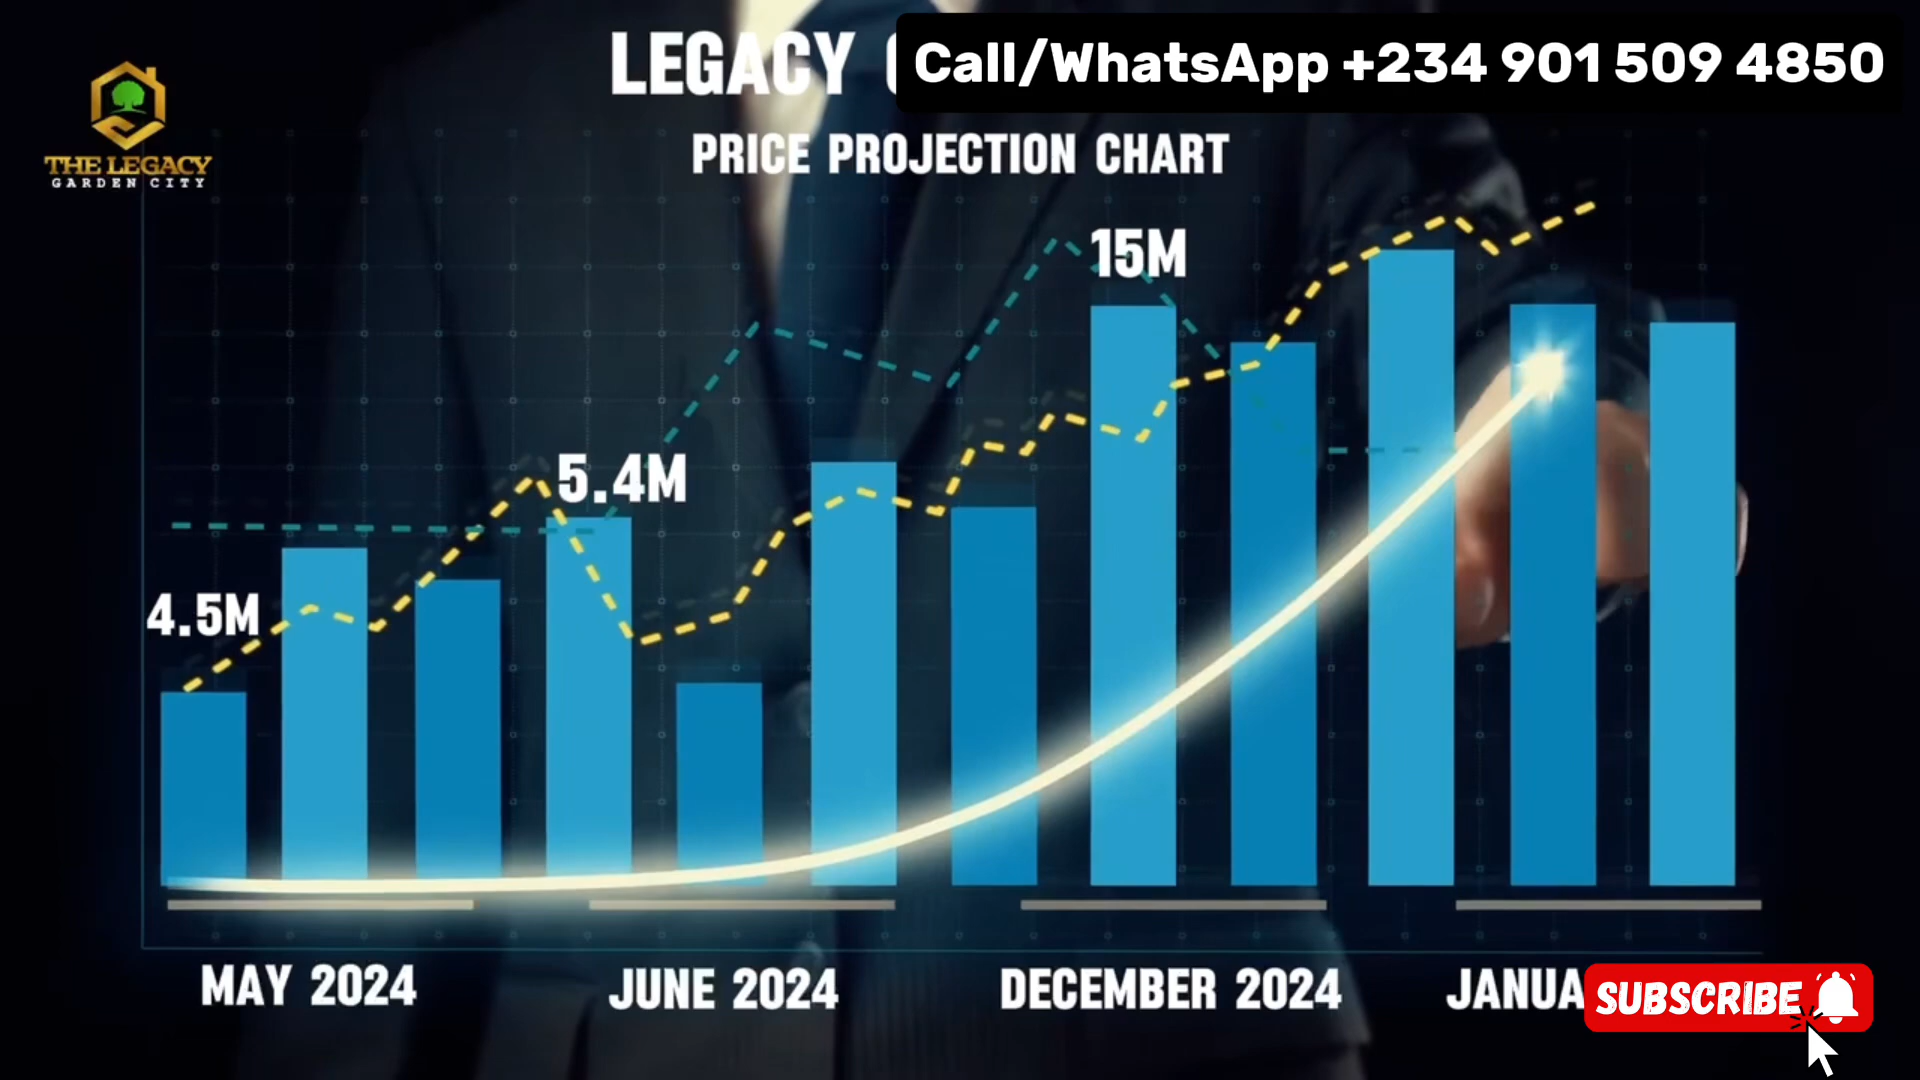 LEGACY
Call/WhatsApp +234 901 509 4850
THE LEGACY
GARDEN CITY
PRICE PROJECTION CHART
15M
5.4M
4.5M
MAY 2024
JUNE 2024
DECEMBER 2024
JANUA
SUBSCRIBE